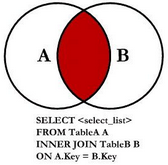 A B
SELECT <select_list>
FROM TableA A
INNER JOIN TableB B
ON A.Key = B.Key